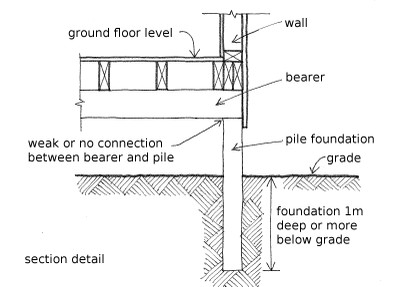 wall
ground floor level
bearer
weak or no connection
between bearer and pile
pile foundation
grade
foundation 1m
deep or more
below grade
section detail